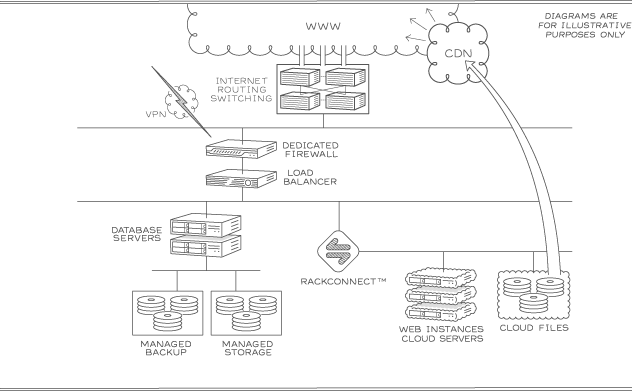 WWW
DIAGRAMS ARE
FOR ILLUSTRATIVE
PURPOSES ONLY
CDN
INTERNET
ROUTING
SWITCHING
VPN
DEDICATED
FIREWALL
LOAD
BALANCER
DATABASE
SERVERS
RACKCONNECT™
MANAGED
BACKUP
MANAGED
STORAGE
WEB INSTANCES
CLOUD SERVERS
CLOUD FILES